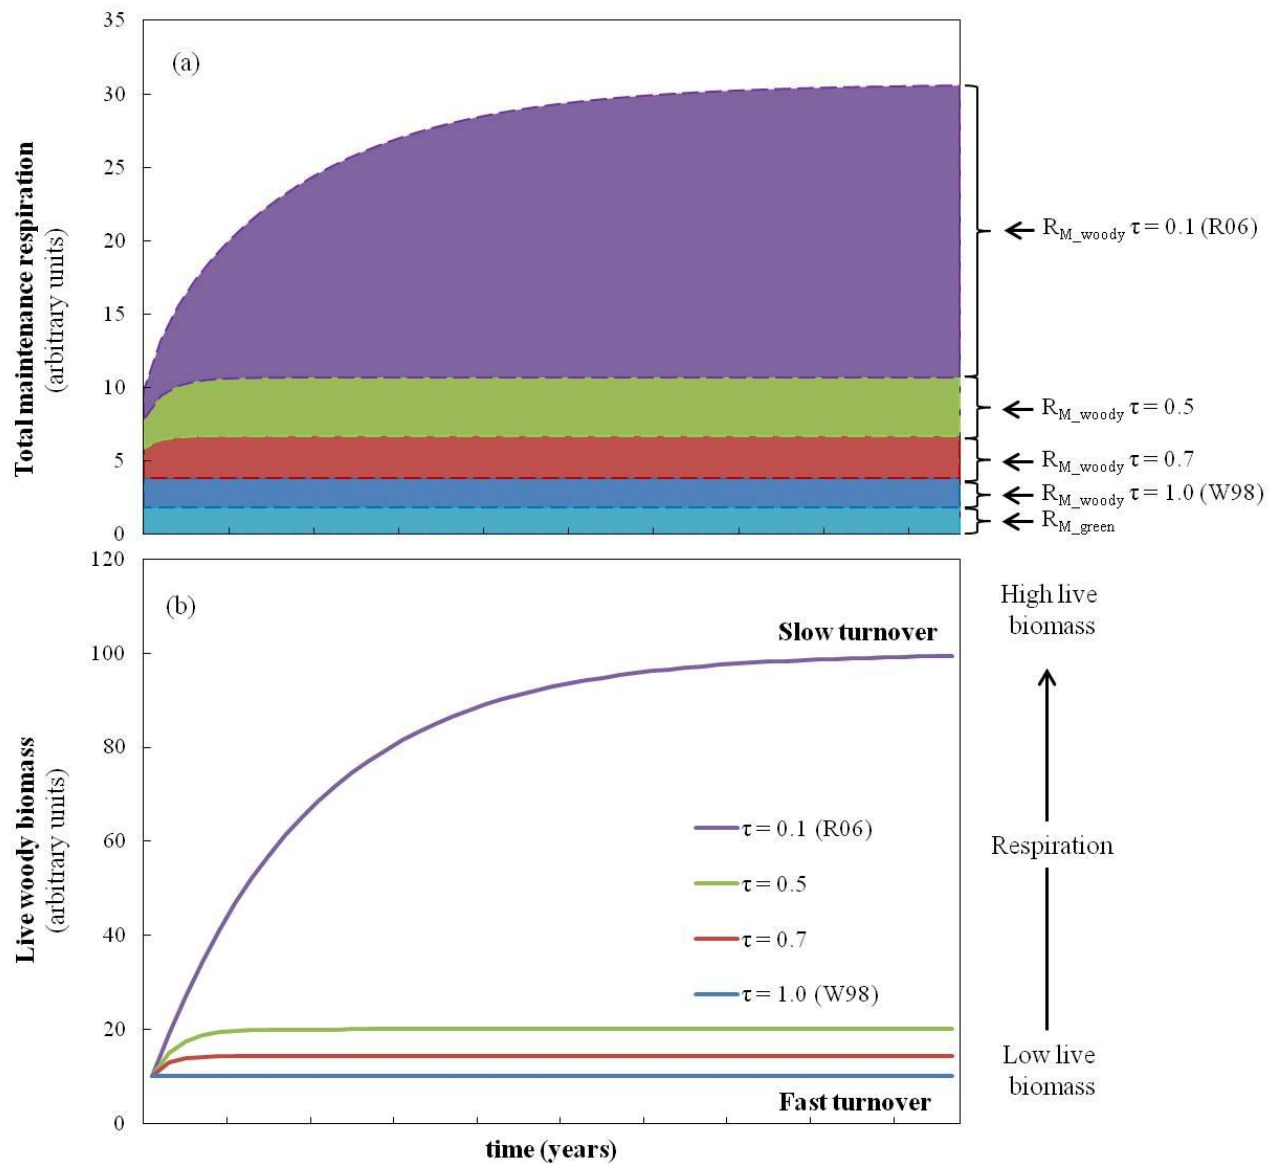 (a)
Total maintenance respiration
(arbitrary units)
35
30
25
20
15
10
5
0
R_M_woody τ = 0.1 (R06)
R_M_woody τ = 0.5
R_M_woody τ = 0.7
R_M_woody τ = 1.0 (W98)
R_M_green
(b)
Live woody biomass
(arbitrary units)
120
100
80
60
40
20
0
Slow turnover
τ = 0.1 (R06)
τ = 0.5
τ = 0.7
τ = 1.0 (W98)
Fast turnover
time (years)
High live
biomass
Respiration
Low live
biomass